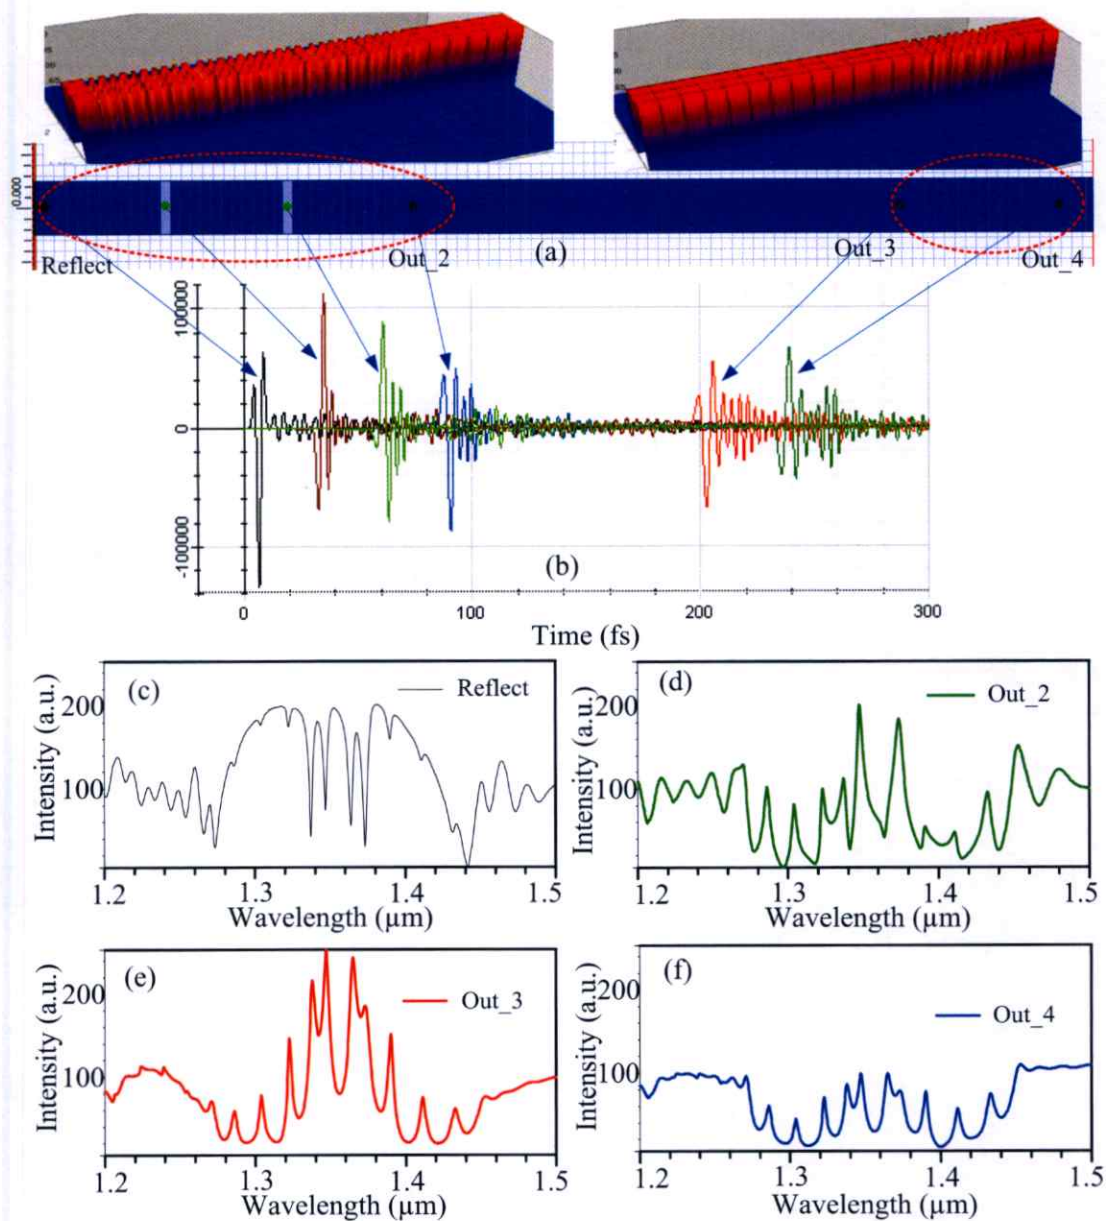 0.000
Reflect
Out_2
(a)
Out_3
Out_4
100000
0
-100000
(b)
0
100
200
300
Time (fs)
(c)
Reflect
200
100
Intensity (a.u.)
1.2
1.3
1.4
1.5
Wavelength (µm)
(d)
Out_2
200
100
Intensity (a.u.)
1.2
1.3
1.4
1.5
Wavelength (µm)
(e)
Out_3
200
100
Intensity (a.u.)
1.2
1.3
1.4
1.5
Wavelength (µm)
(f)
Out_4
200
100
Intensity (a.u.)
1.2
1.3
1.4
1.5
Wavelength (µm)